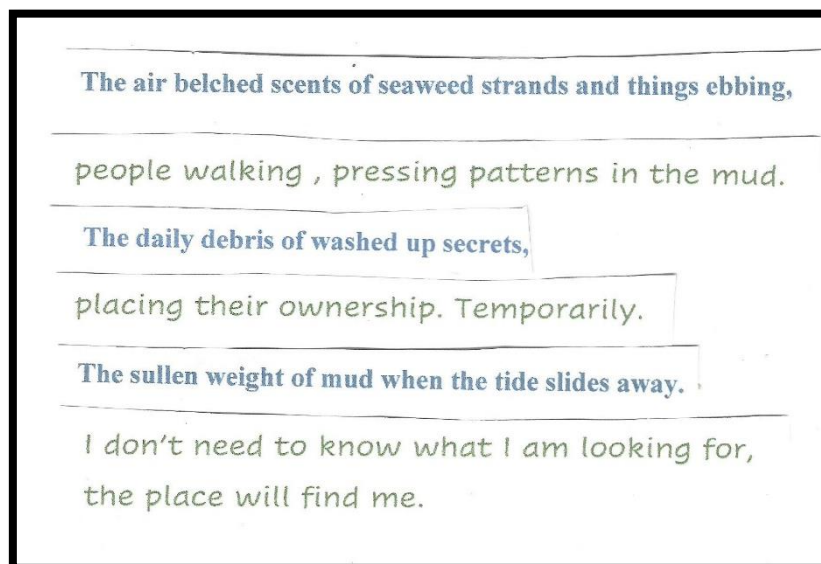 The air belched scents of seaweed strands and things ebbing,
people walking , pressing patterns in the mud.
The daily debris of washed up secrets,
placing their ownership. Temporarily.
The sullen weight of mud when the tide slides away.
I don't need to know what I am looking for,
the place will find me.